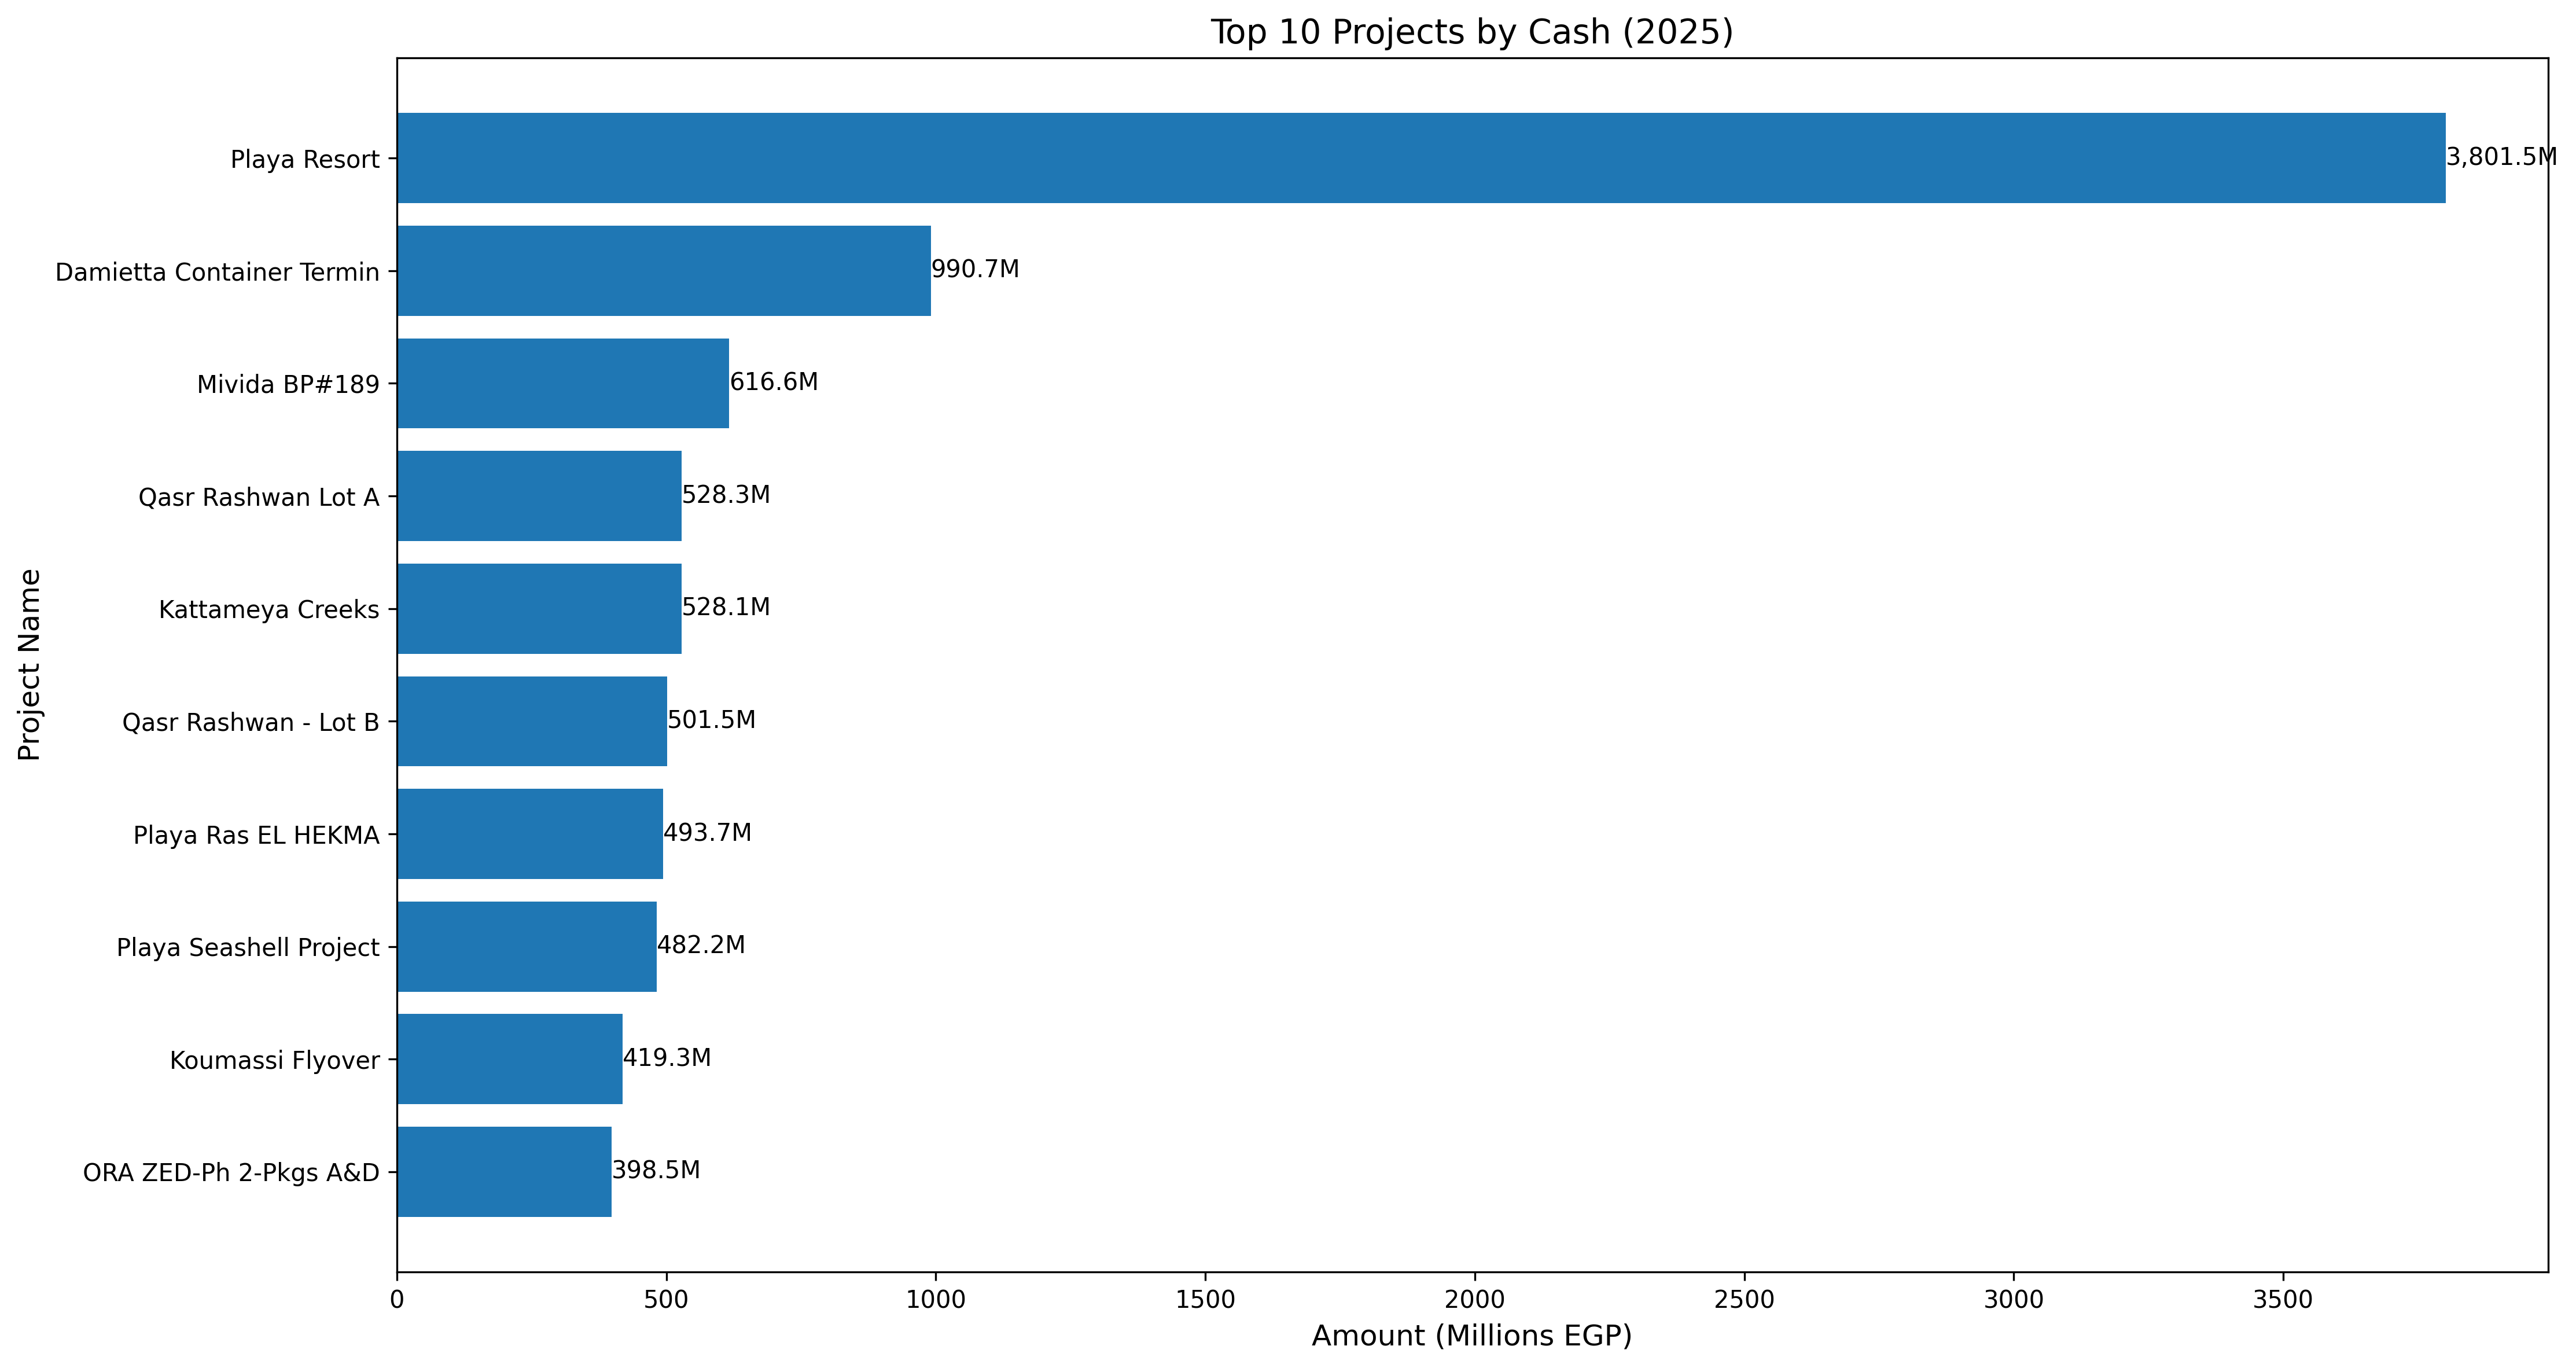 Top 10 Projects by Cash (2025)
Playa Resort
3,801.5M
Damietta Container Termin
990.7M
Mivida BP#189
616.6M
Qasr Rashwan Lot A
528.3M
Kattameya Creeks
528.1M
Qasr Rashwan - Lot B
501.5M
Playa Ras EL HEKMA
493.7M
Playa Seashell Project
482.2M
Koumassi Flyover
419.3M
ORA ZED-Ph 2-Pkgs A&D
398.5M
Project Name
0 500 1000 1500 2000 2500 3000 3500
Amount (Millions EGP)